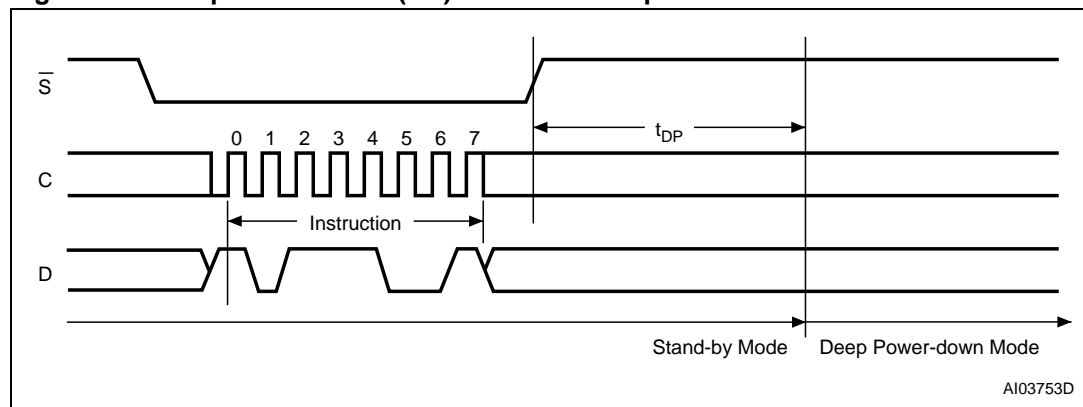 S
0 1 2 3 4 5 6 7
tDP
C
Instruction
D
Stand-by Mode Deep Power-down Mode
AI03753D